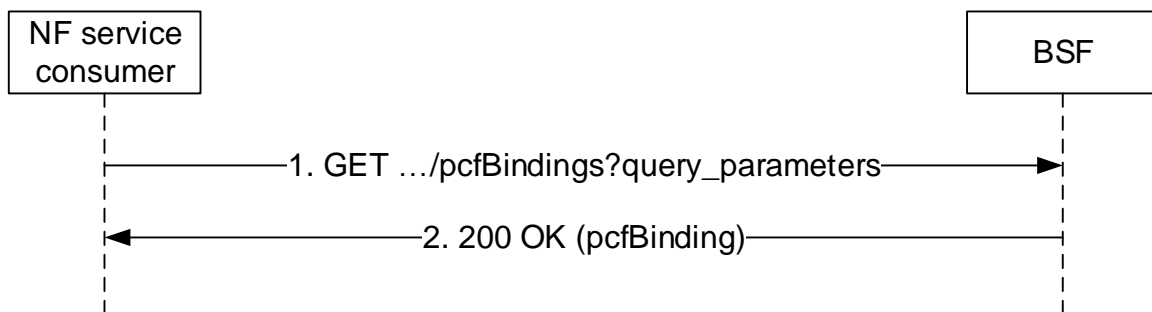 NF service
consumer
BSF
1. GET …/pcfBindings?query_parameters
2. 200 OK (pcfBinding)